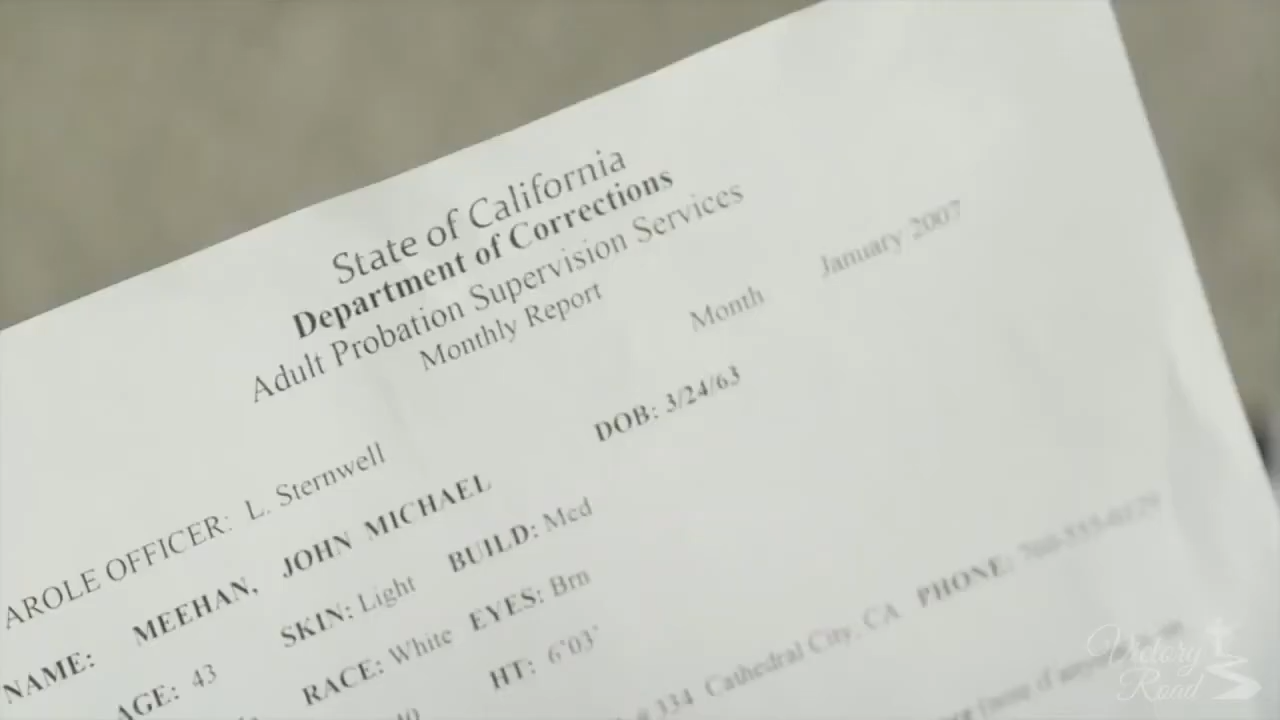 State of California
Department of Corrections
Adult Probation Supervision Services
Monthly Report
Month January 2007
AROLE OFFICER: L. Sternwell
NAME: MEEHAN, JOHN MICHAEL DOB: 3/24/63
AGE: 43 SKIN: Light BUILD: Med
RACE: White EYES: Brn
HT: 6'03'
334 Cathedral City, CA PHONE:
Victory
Road